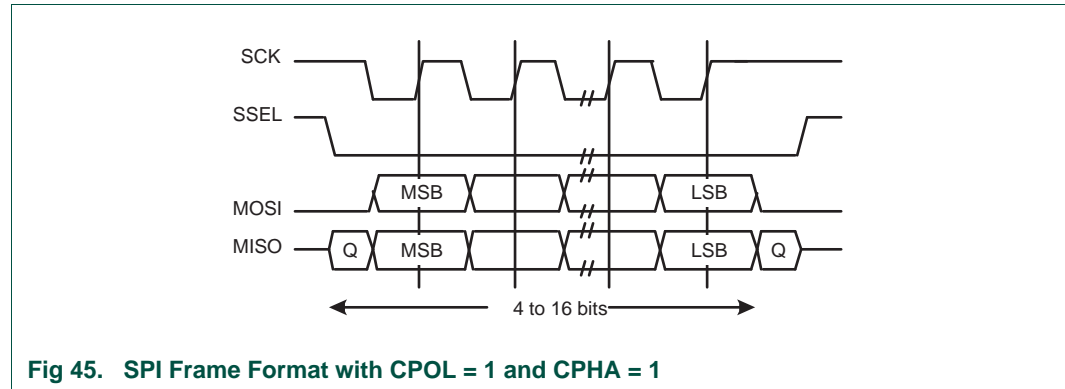 SCK
SSEL
MOSI MSB LSB
MISO Q MSB LSB Q
4 to 16 bits
Fig 45. SPI Frame Format with CPOL = 1 and CPHA = 1